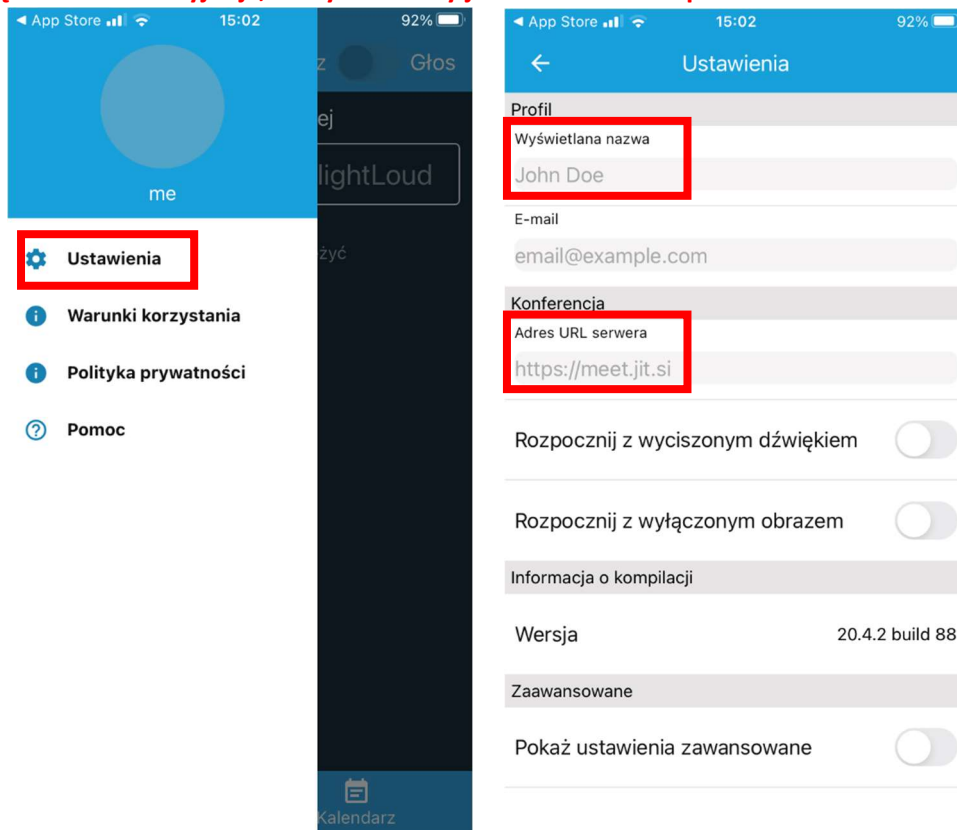 App Store 15:02 92%
z Głos
ej
lightLoud
me
żyć
Ustawienia
Warunki korzystania
Polityka prywatności
Pomoc
Kalendarz
App Store 15:02 92%
Ustawienia
Profil
Wyświetlana nazwa
John Doe
E-mail
email@example.com
Konferencja
Adres URL serwera
https://meet.jit.si
Rozpocznij z wyciszonym dźwiękiem
Rozpocznij z wyłączonym obrazem
Informacja o kompilacji
Wersja 20.4.2 build 88
Zaawansowane
Pokaż ustawienia zawansowane